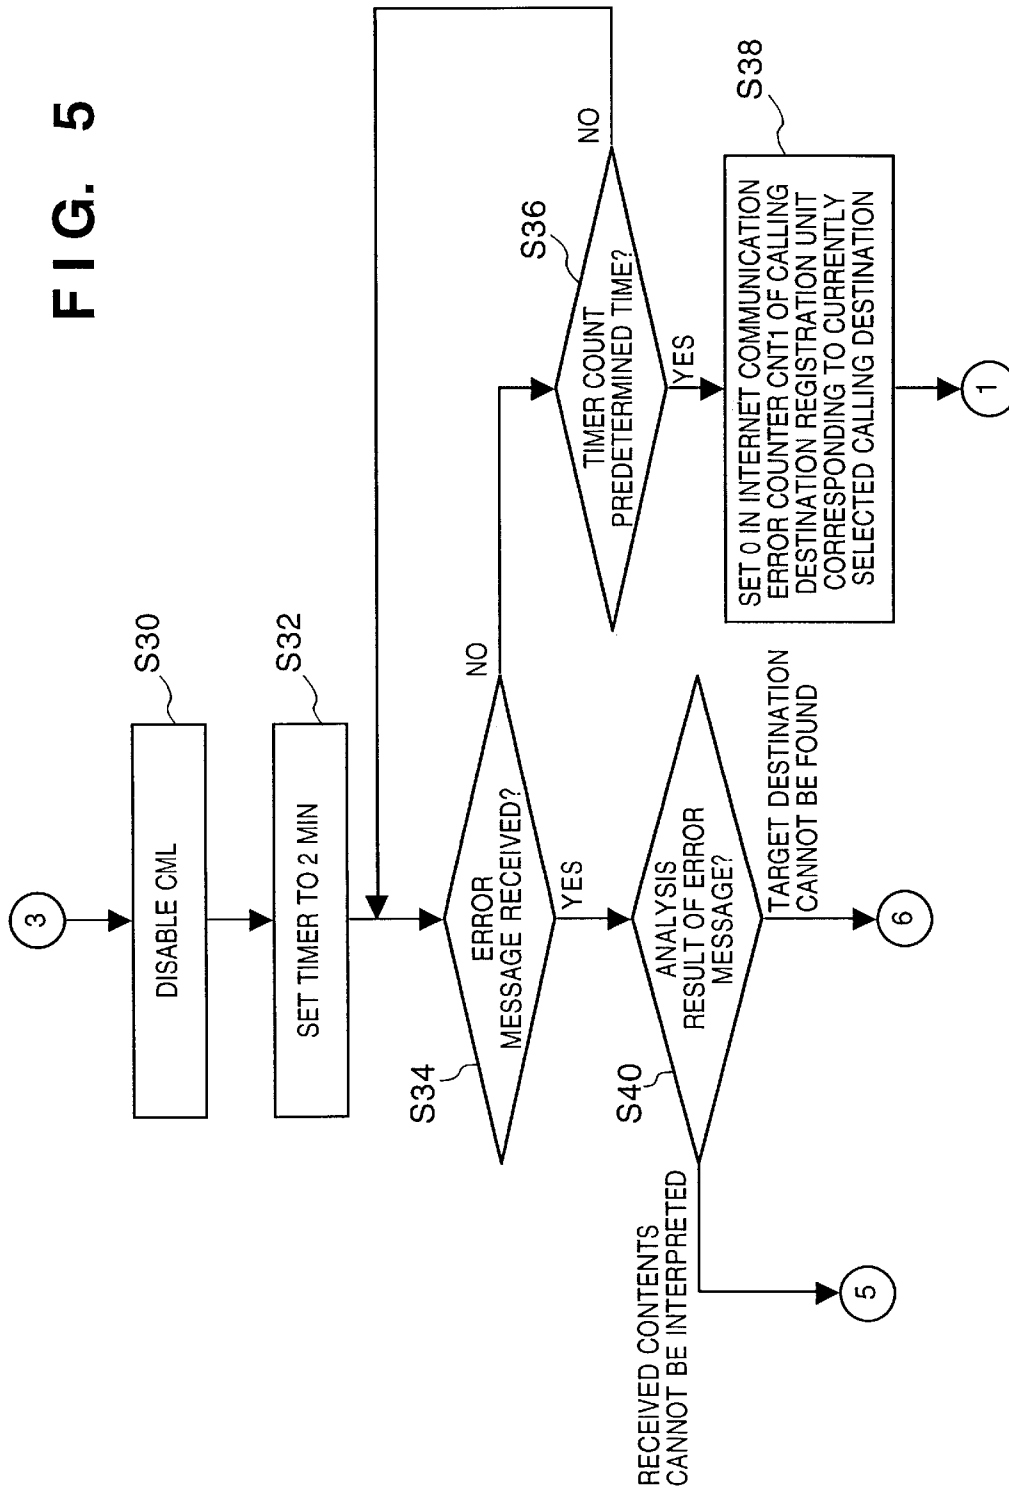 FIG. 5
3
DISABLE CML
S30
SET TIMER TO 2 MIN
S32
ERROR
MESSAGE RECEIVED?
S34
NO
YES
TIMER COUNT
PREDETERMINED TIME?
S36
NO
YES
SET 0 IN INTERNET COMMUNICATION
ERROR COUNTER CNT1 OF CALLING
DESTINATION REGISTRATION UNIT
CORRESPONDING TO CURRENTLY
SELECTED CALLING DESTINATION
S38
1
ANALYSIS
RESULT OF ERROR
MESSAGE?
S40
RECEIVED CONTENTS
CANNOT BE INTERPRETED
5
TARGET DESTINATION
CANNOT BE FOUND
6